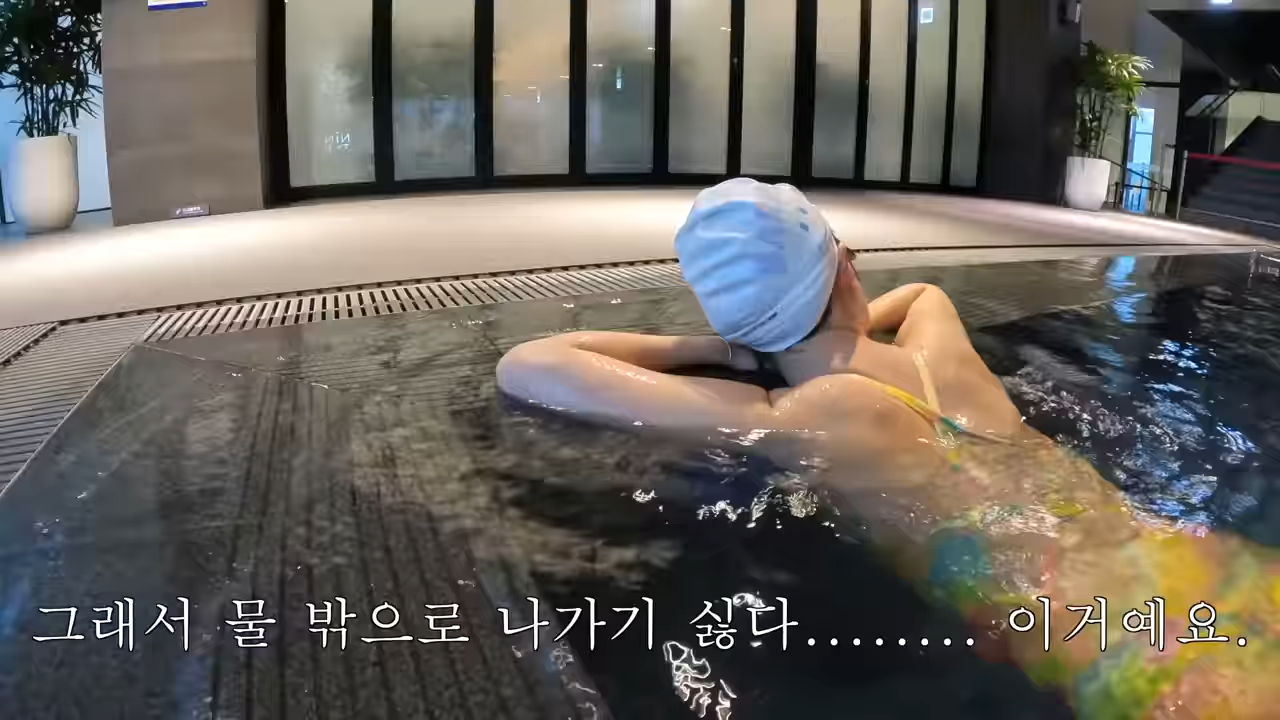 그래서 물 밖으로 나가기 싫다........ 이거예요.